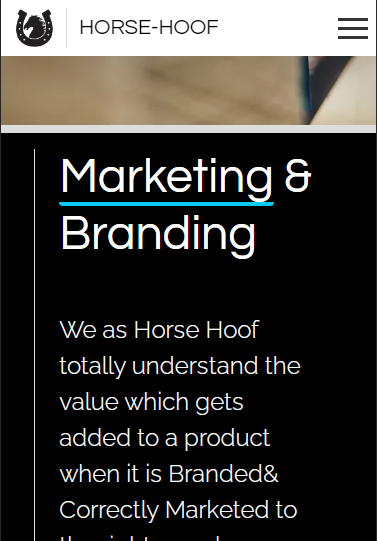 HORSE-HOOF
Marketing &
Branding
We as Horse Hoof
totally understand the
value which gets
added to a product
when it is Branded&
Correctly Marketed to